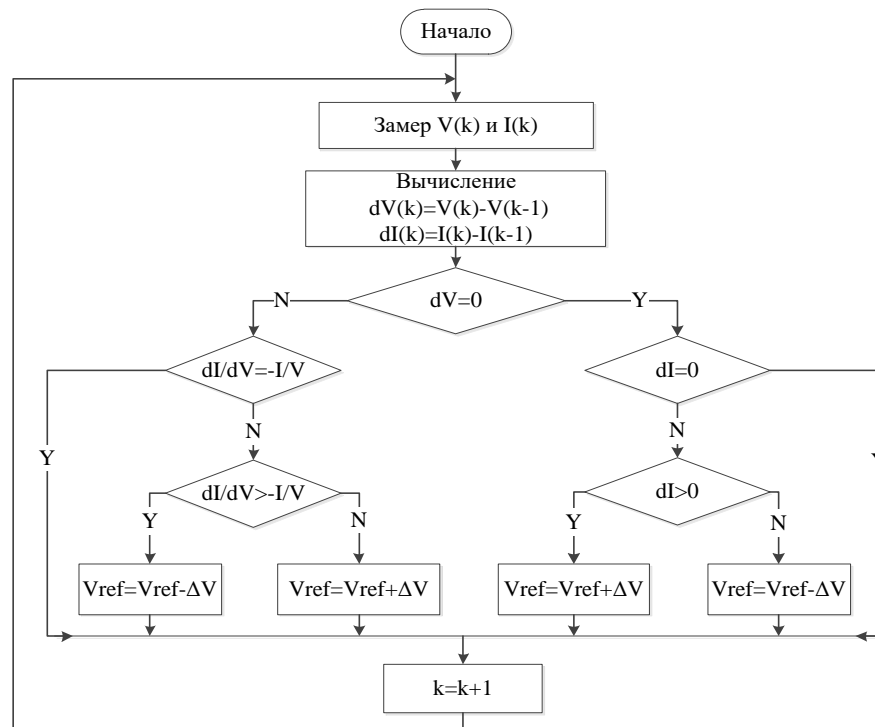 Начало
Замер V(k) и I(k)
Вычисление
dV(k)=V(k)-V(k-1)
dI(k)=I(k)-I(k-1)
N
dV=0
Y
dI/dV=-I/V
dI=0
Y
N
N
Y
dI/dV>-I/V
dI>0
Y
N
Y
N
Vref=Vref-ΔV
Vref=Vref+ΔV
Vref=Vref+ΔV
Vref=Vref-ΔV
k=k+1